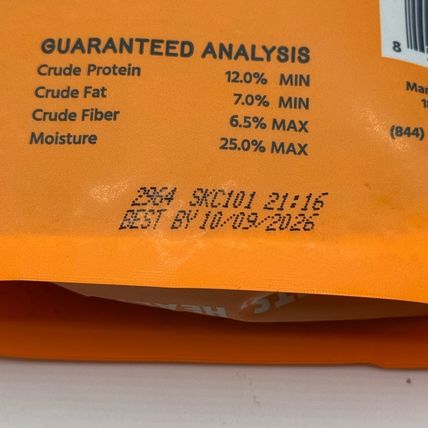 GUARANTEED ANALYSIS
Crude Protein 12.0% MIN
Crude Fat 7.0% MIN
Crude Fiber 6.5% MAX
Moisture 25.0% MAX
8
(844)
2964 SKC101 21:16
BEST BY 10/09/2026